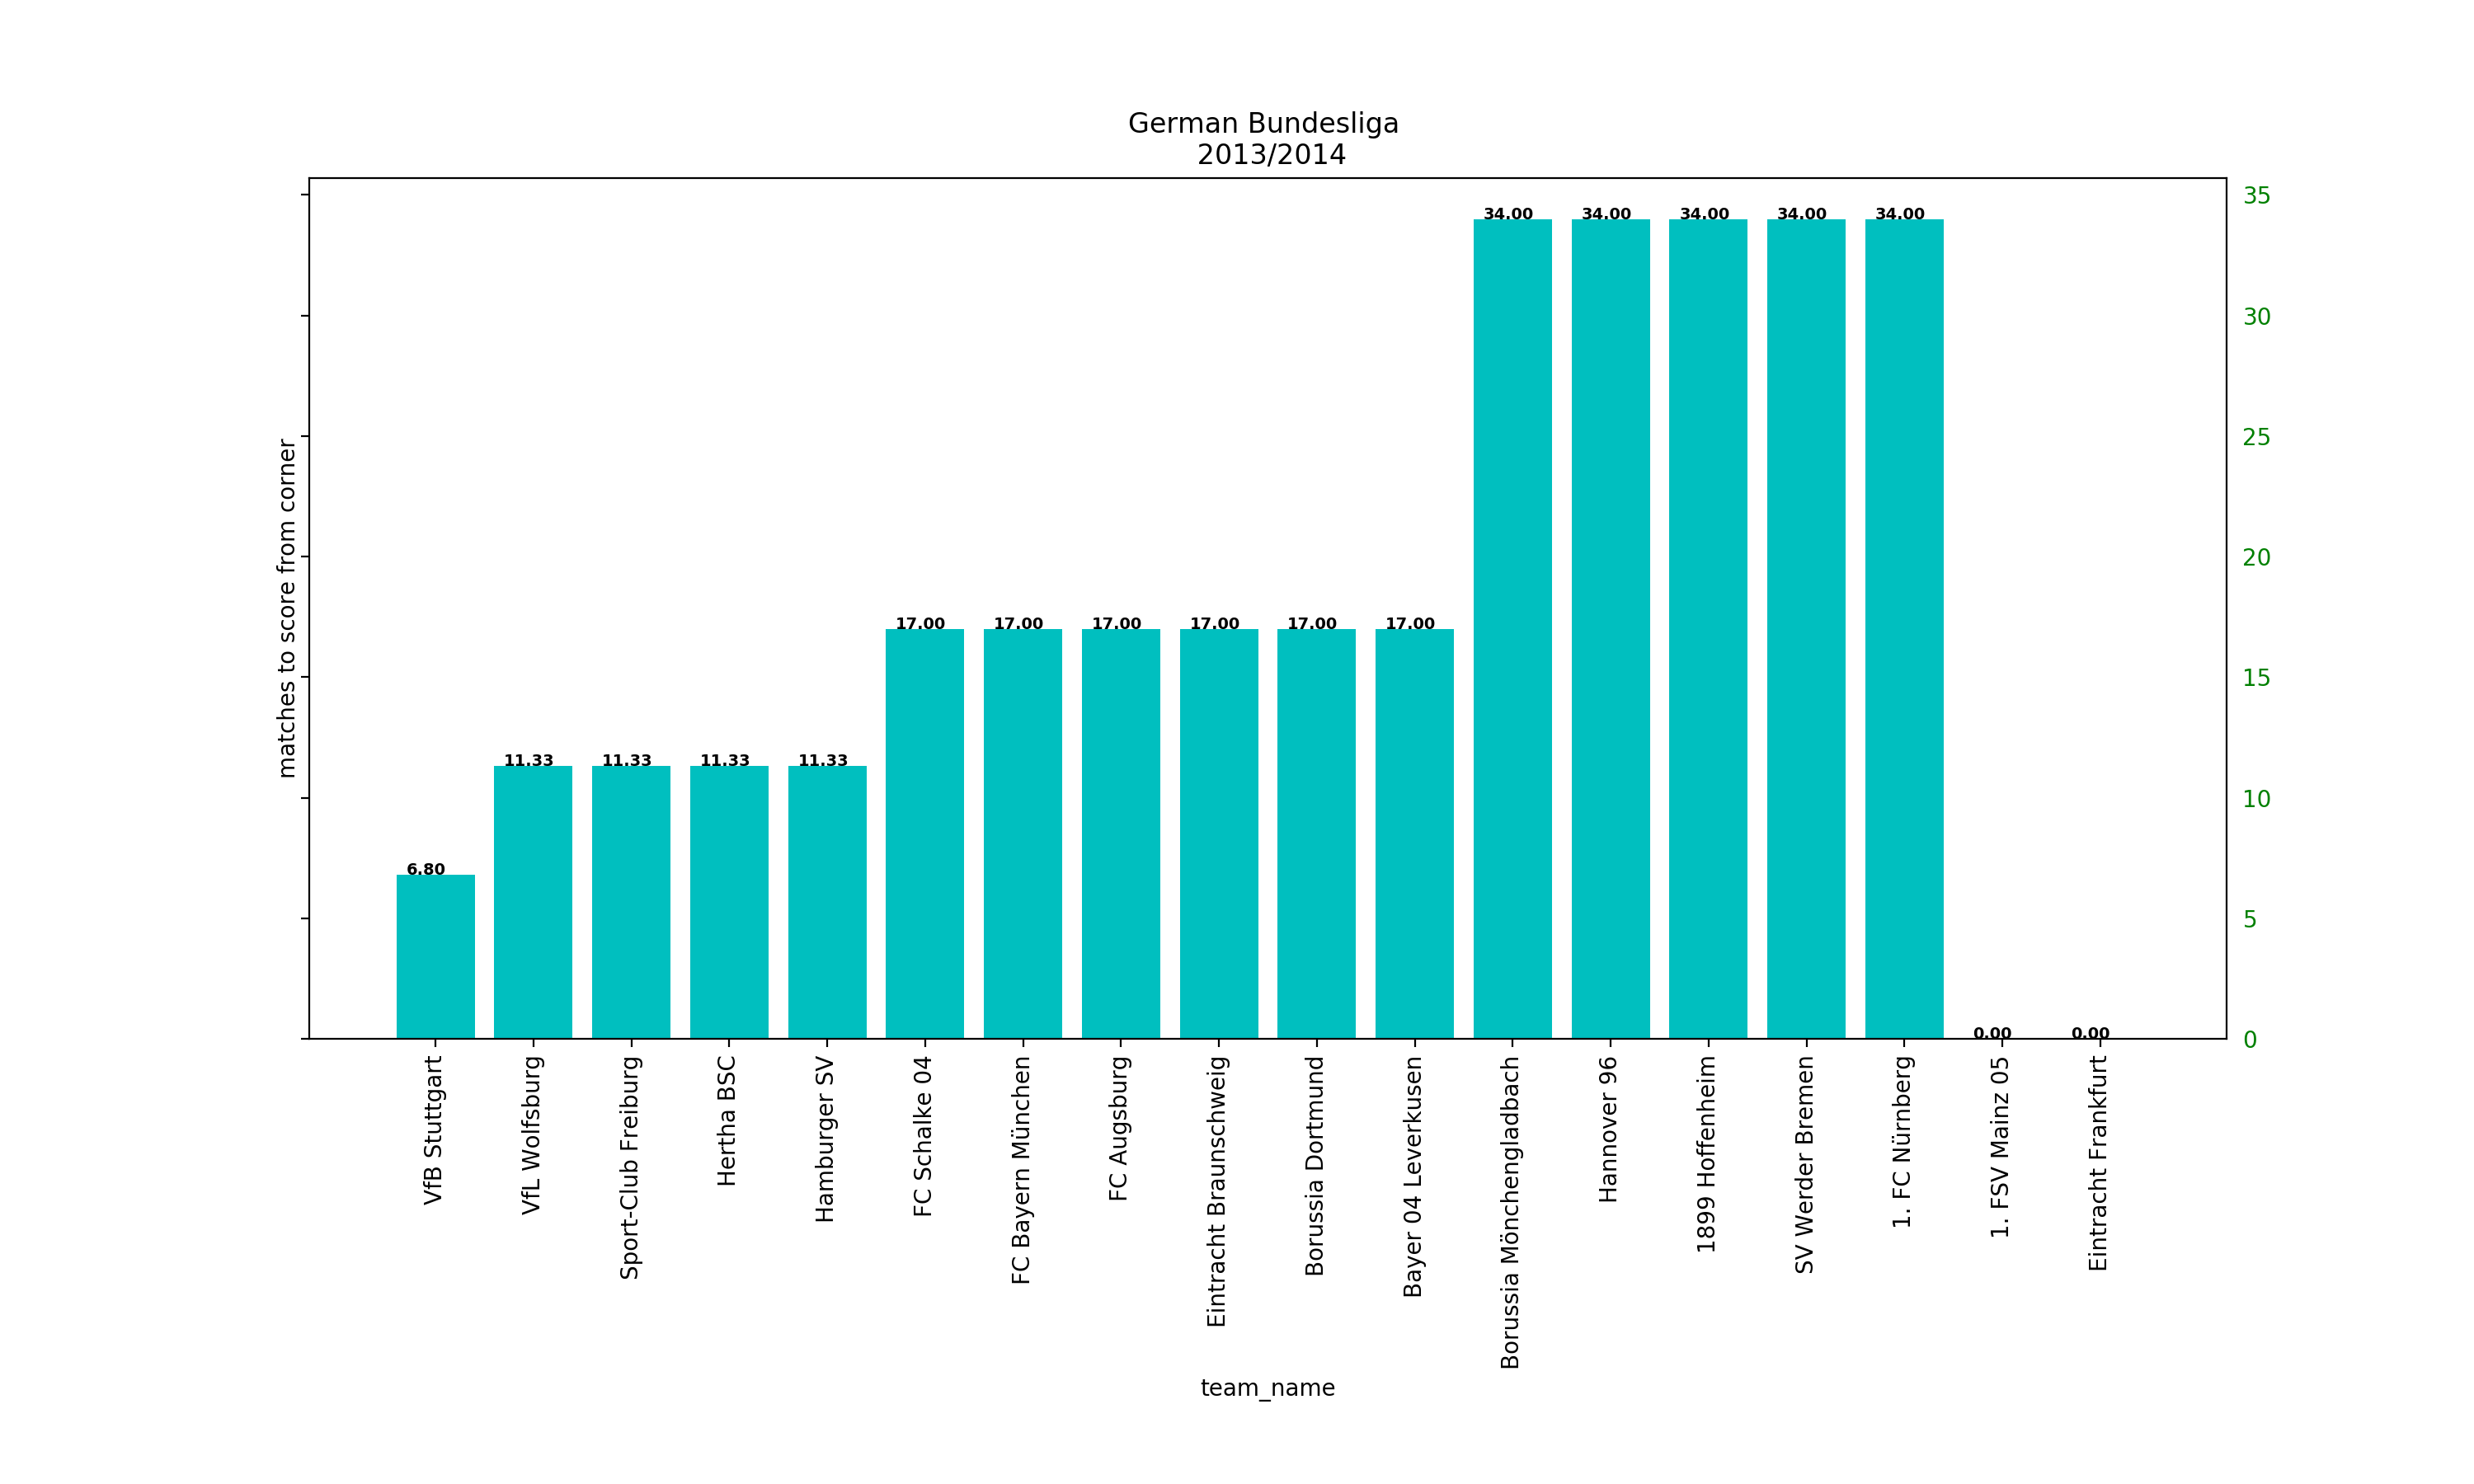 German Bundesliga
2013/2014
matches to score from corner
35
30
25
20
15
10
5
0
6.80
11.33
11.33
11.33
11.33
17.00
17.00
17.00
17.00
17.00
17.00
34.00
34.00
34.00
34.00
34.00
0.00
0.00
VfB Stuttgart
VfL Wolfsburg
Sport-Club Freiburg
Hertha BSC
Hamburger SV
FC Schalke 04
FC Bayern München
FC Augsburg
Eintracht Braunschweig
Borussia Dortmund
Bayer 04 Leverkusen
Borussia Mönchengladbach
Hannover 96
1899 Hoffenheim
SV Werder Bremen
1. FC Nürnberg
1. FSV Mainz 05
Eintracht Frankfurt
team_name